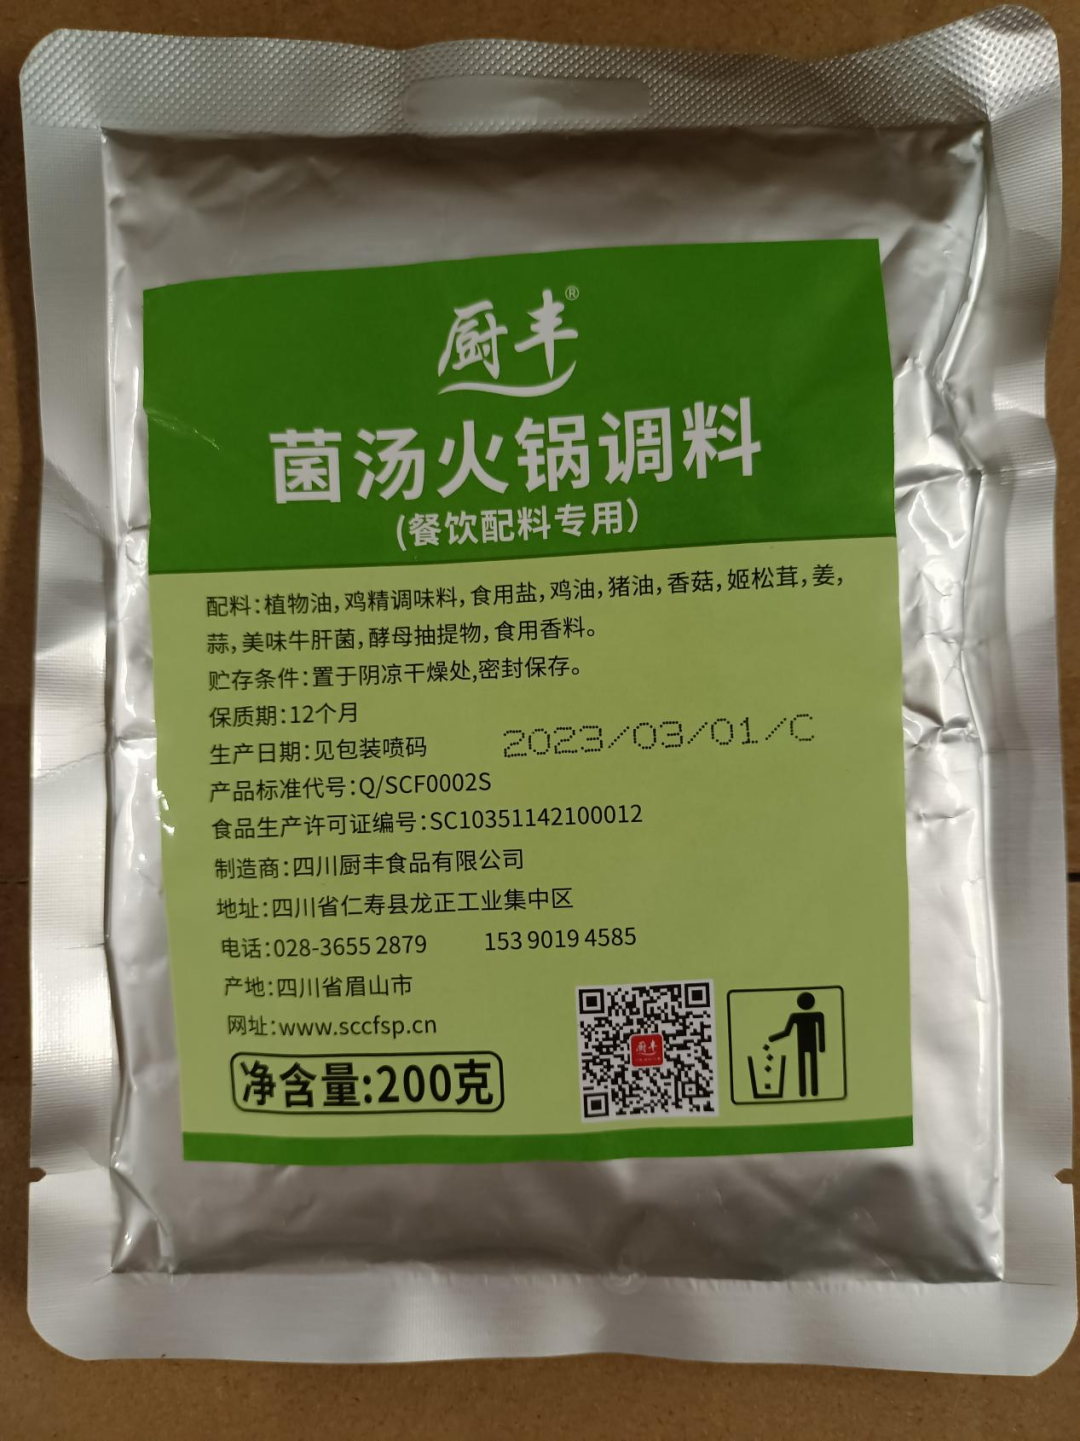 厨丰®
菌汤火锅调料
(餐饮配料专用)
配料:植物油,鸡精调味料,食用盐,鸡油,猪油,香菇,姬松茸,姜,
蒜,美味牛肝菌,酵母抽提物,食用香料。
贮存条件:置于阴凉干燥处,密封保存。
保质期:12个月
生产日期:见包装喷码 2023/03/01/C
产品标准代号:Q/SCF0002S
食品生产许可证编号:SC10351142100012
制造商:四川厨丰食品有限公司
地址:四川省仁寿县龙正工业集中区
电话:028-3655 2879 153 9019 4585
产地:四川省眉山市
网址:www.sccfsp.cn
净含量:200克
厨丰